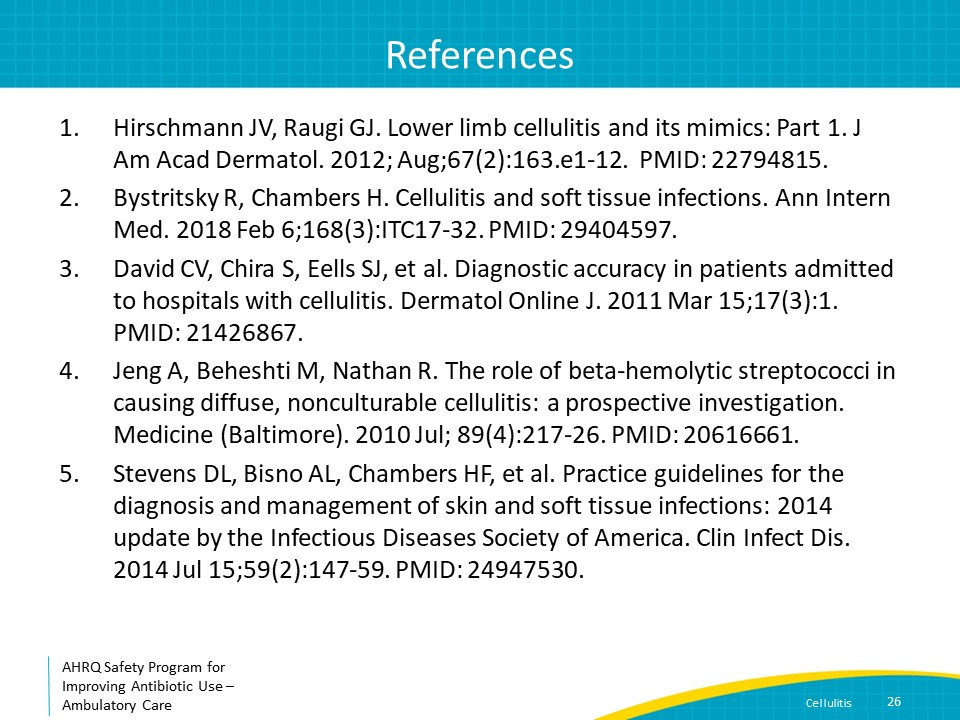 References
1. Hirschmann JV, Raugi GJ. Lower limb cellulitis and its mimics: Part 1. J
Am Acad Dermatol. 2012; Aug;67(2):163.e1-12.  PMID: 22794815.
2. Bystritsky R, Chambers H. Cellulitis and soft tissue infections. Ann Intern
Med. 2018 Feb 6;168(3):ITC17-32. PMID: 29404597.
3. David CV, Chira S, Eells SJ, et al. Diagnostic accuracy in patients admitted
to hospitals with cellulitis. Dermatol Online J. 2011 Mar 15;17(3):1.
PMID: 21426867.
4. Jeng A, Beheshti M, Nathan R. The role of beta-hemolytic streptococci in
causing diffuse, nonculturable cellulitis: a prospective investigation.
Medicine (Baltimore). 2010 Jul; 89(4):217-26. PMID: 20616661.
5. Stevens DL, Bisno AL, Chambers HF, et al. Practice guidelines for the
diagnosis and management of skin and soft tissue infections: 2014
update by the Infectious Diseases Society of America. Clin Infect Dis.
2014 Jul 15;59(2):147-59. PMID: 24947530.
AHRQ Safety Program for
Improving Antibiotic Use –
Ambulatory Care
Cellulitis 26